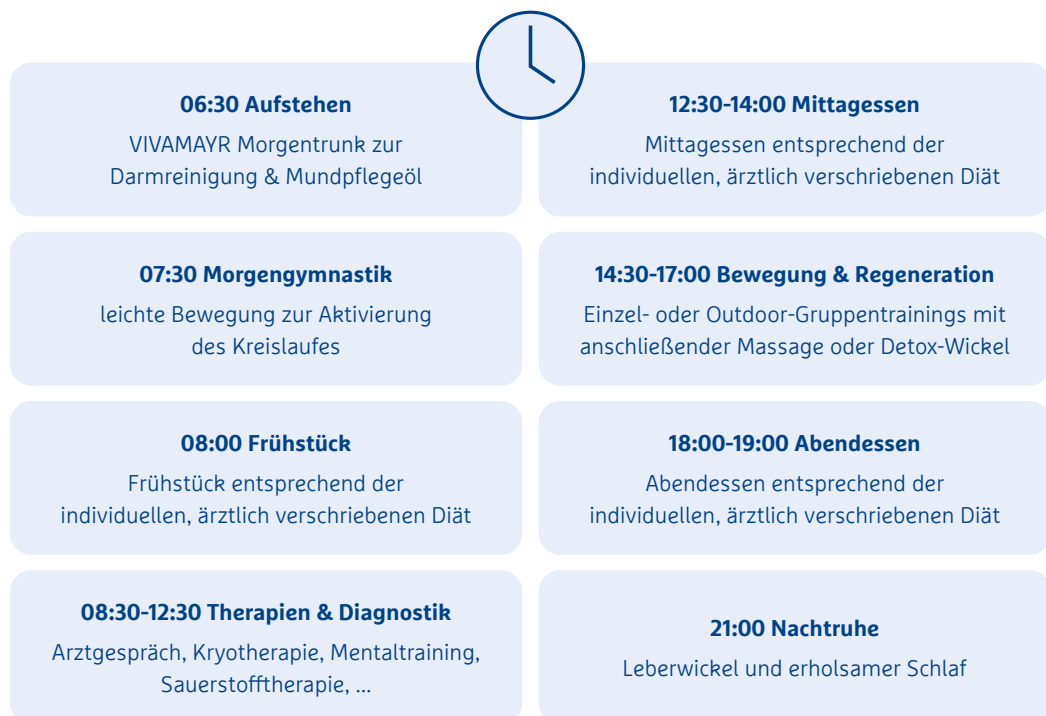 06:30 Aufstehen
VIVAMAYR Morgentrunk zur
Darmreinigung & Mundpflegeöl
07:30 Morgengymnastik
leichte Bewegung zur Aktivierung
des Kreislaufes
08:00 Frühstück
Frühstück entsprechend der
individuellen, ärztlich verschriebenen Diät
08:30-12:30 Therapien & Diagnostik
Arztgespräch, Kryotherapie, Mentaltraining,
Sauerstofftherapie, ...
12:30-14:00 Mittagessen
Mittagessen entsprechend der
individuellen, ärztlich verschriebenen Diät
14:30-17:00 Bewegung & Regeneration
Einzel- oder Outdoor-Gruppentrainings mit
anschließender Massage oder Detox-Wickel
18:00-19:00 Abendessen
Abendessen entsprechend der
individuellen, ärztlich verschriebenen Diät
21:00 Nachtruhe
Leberwickel und erholsamer Schlaf